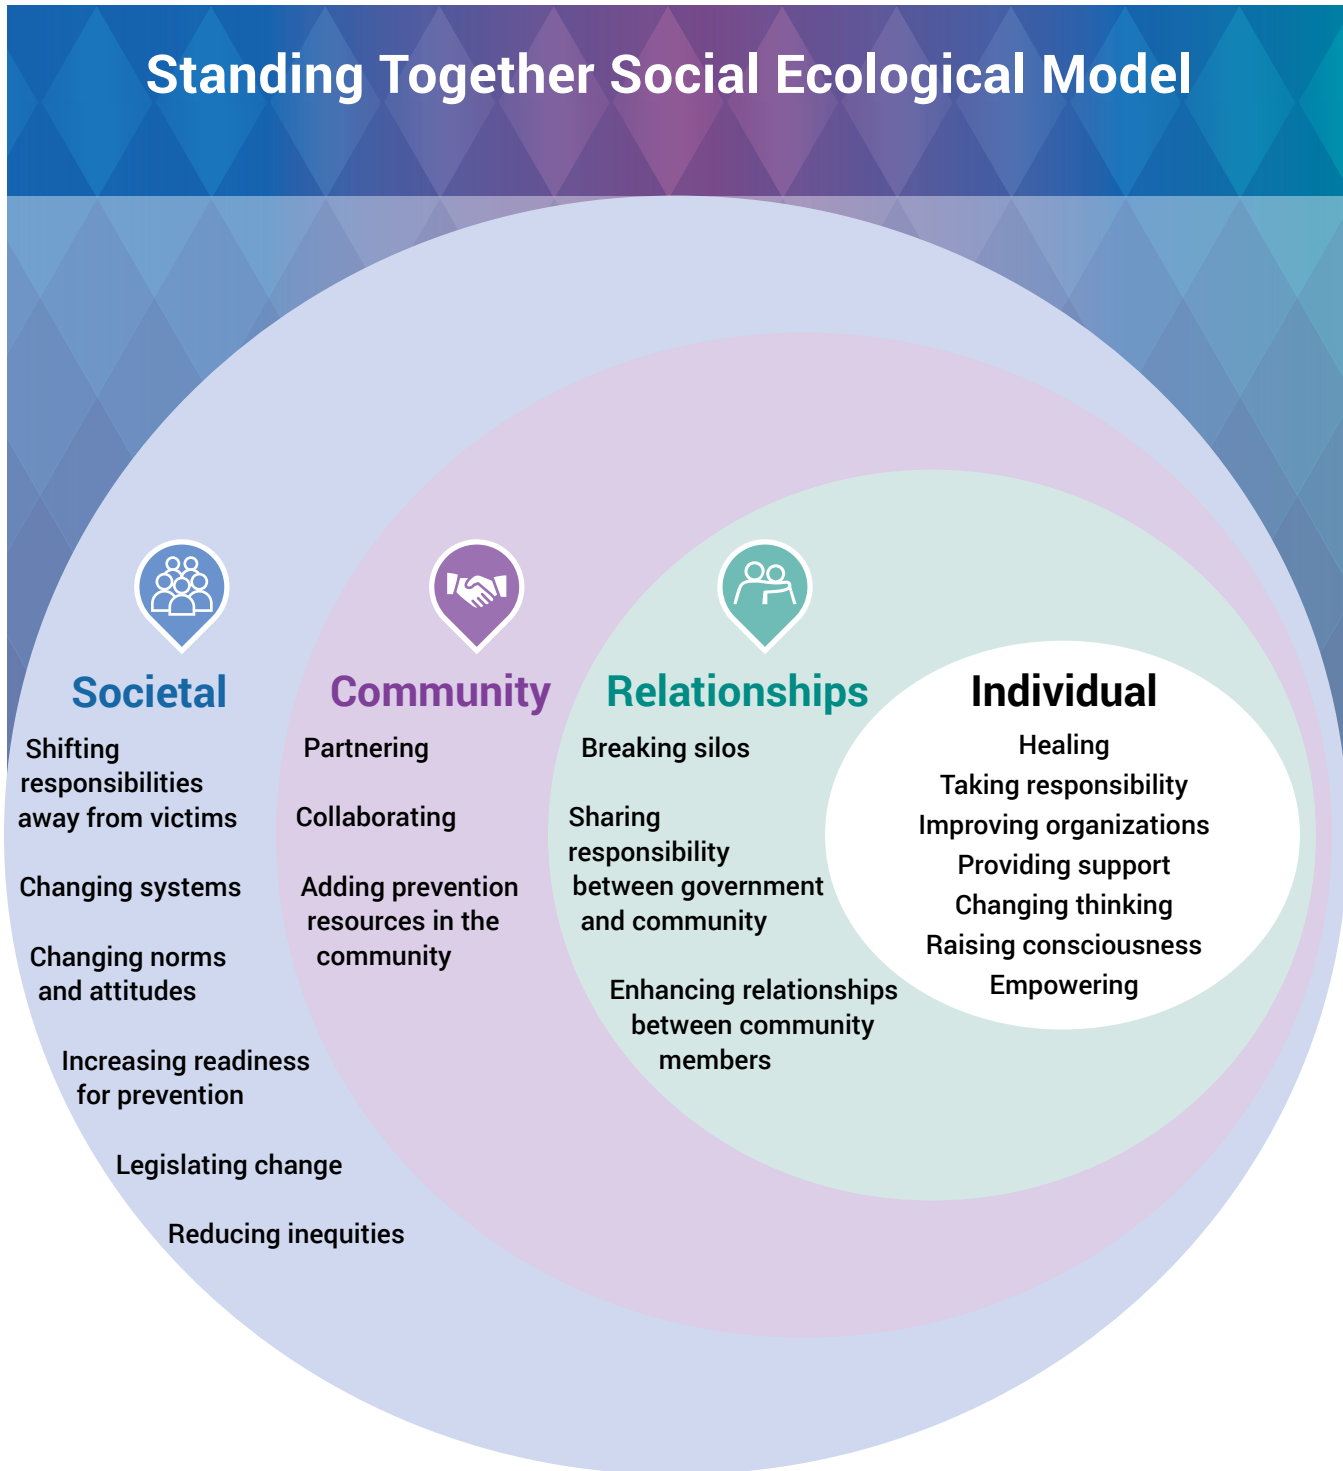 Standing Together Social Ecological Model
Societal
Shifting
responsibilities
away from victims
Changing systems
Changing norms
and attitudes
Increasing readiness
for prevention
Legislating change
Reducing inequities
Community
Partnering
Collaborating
Adding prevention
resources in the
community
Relationships
Breaking silos
Sharing
responsibility
between government
and community
Enhancing relationships
between community
members
Individual
Healing
Taking responsibility
Improving organizations
Providing support
Changing thinking
Raising consciousness
Empowering